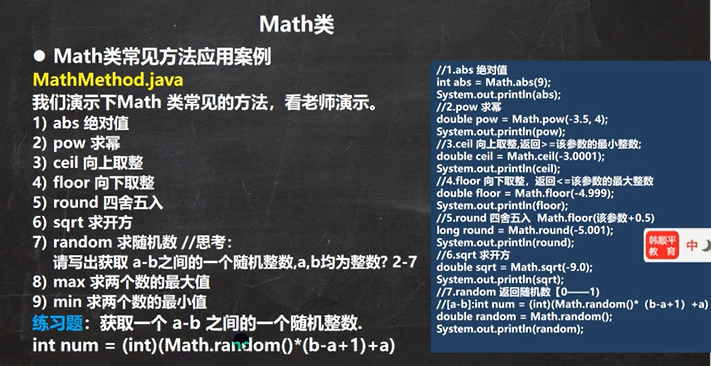 Math类
● Math类常见方法应用案例
MathMethod.java
我们演示下Math 类常见的方法，看老师演示。
1) abs 绝对值
2) pow 求幂
3) ceil 向上取整
4) floor 向下取整
5) round 四舍五入
6) sqrt 求开方
7) random 求随机数 //思考：
请写出获取 a-b之间的一个随机整数,a,b均为整数? 2-7
8) max 求两个数的最大值
9) min 求两个数的最小值
练习题：获取一个 a-b 之间的一个随机整数.
int num = (int)(Math.random()*(b-a+1)+a)
//1.abs 绝对值
int abs = Math.abs(9);
System.out.println(abs);
//2.pow 求幂
double pow = Math.pow(-3.5, 4);
System.out.println(pow);
//3.ceil 向上取整,返回>=该参数的最小整数;
double ceil = Math.ceil(-3.0001);
System.out.println(ceil);
//4.floor 向下取整，返回<=该参数的最大整数
double floor = Math.floor(-4.999);
System.out.println(floor);
//5.round 四舍五入 Math.floor(该参数+0.5)
long round = Math.round(-5.001);
System.out.println(round);
//6.sqrt 求开方
double sqrt = Math.sqrt(-9.0);
System.out.println(sqrt);
//7.random 返回随机数【0——1)
//[a-b]:int num = (int)(Math.random()*（b-a+1）+a)
double random = Math.random();
System.out.println(random);
韩顺平
教育
中